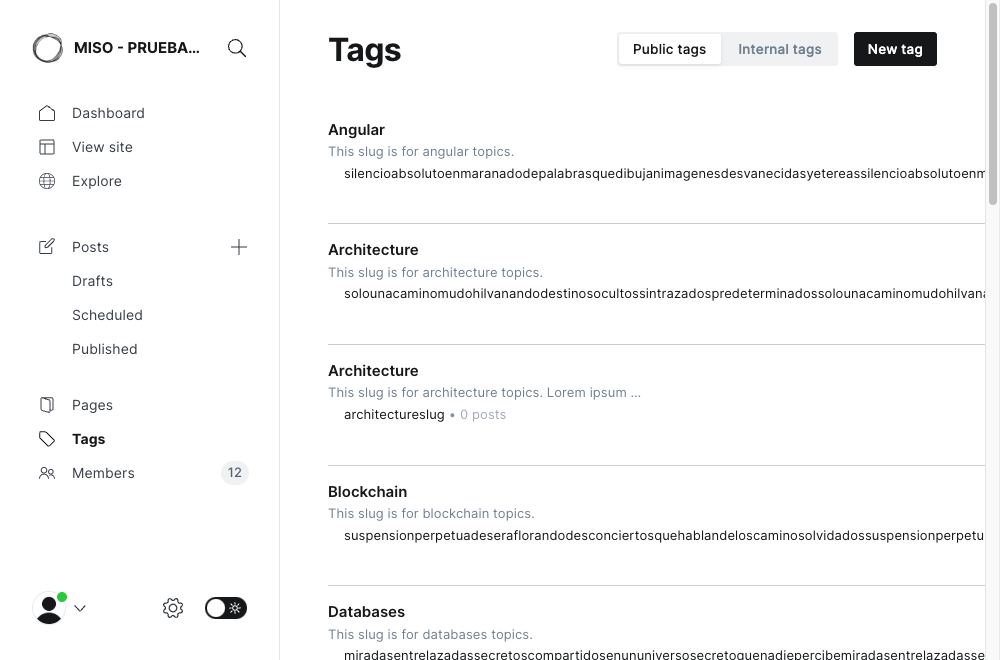 MISO - PRUEBA...
Dashboard
View site
Explore
Posts
Drafts
Scheduled
Published
Pages
Tags
Members 12
Tags
Public tags Internal tags New tag
Angular
This slug is for angular topics.
silencioabsolutoenmaranadodepalabrasquedibujanimagenesdesvanecidasyetereassilencioabsolutoenm
Architecture
This slug is for architecture topics.
solounacaminomudohilvanandodestinosocultossintrazadospredeterminadossolounacaminomudohilvana
Architecture
This slug is for architecture topics. Lorem ipsum ...
architectureslug • 0 posts
Blockchain
This slug is for blockchain topics.
suspensionperpetuadeseraflorandodesconciertosquehablandeloscaminosolvidadossuspensionperpetu
Databases
This slug is for databases topics.
miradasentrelazadassecretoscompartidosenununiversosecretoquenadiepercibemiradasentrelazadasse